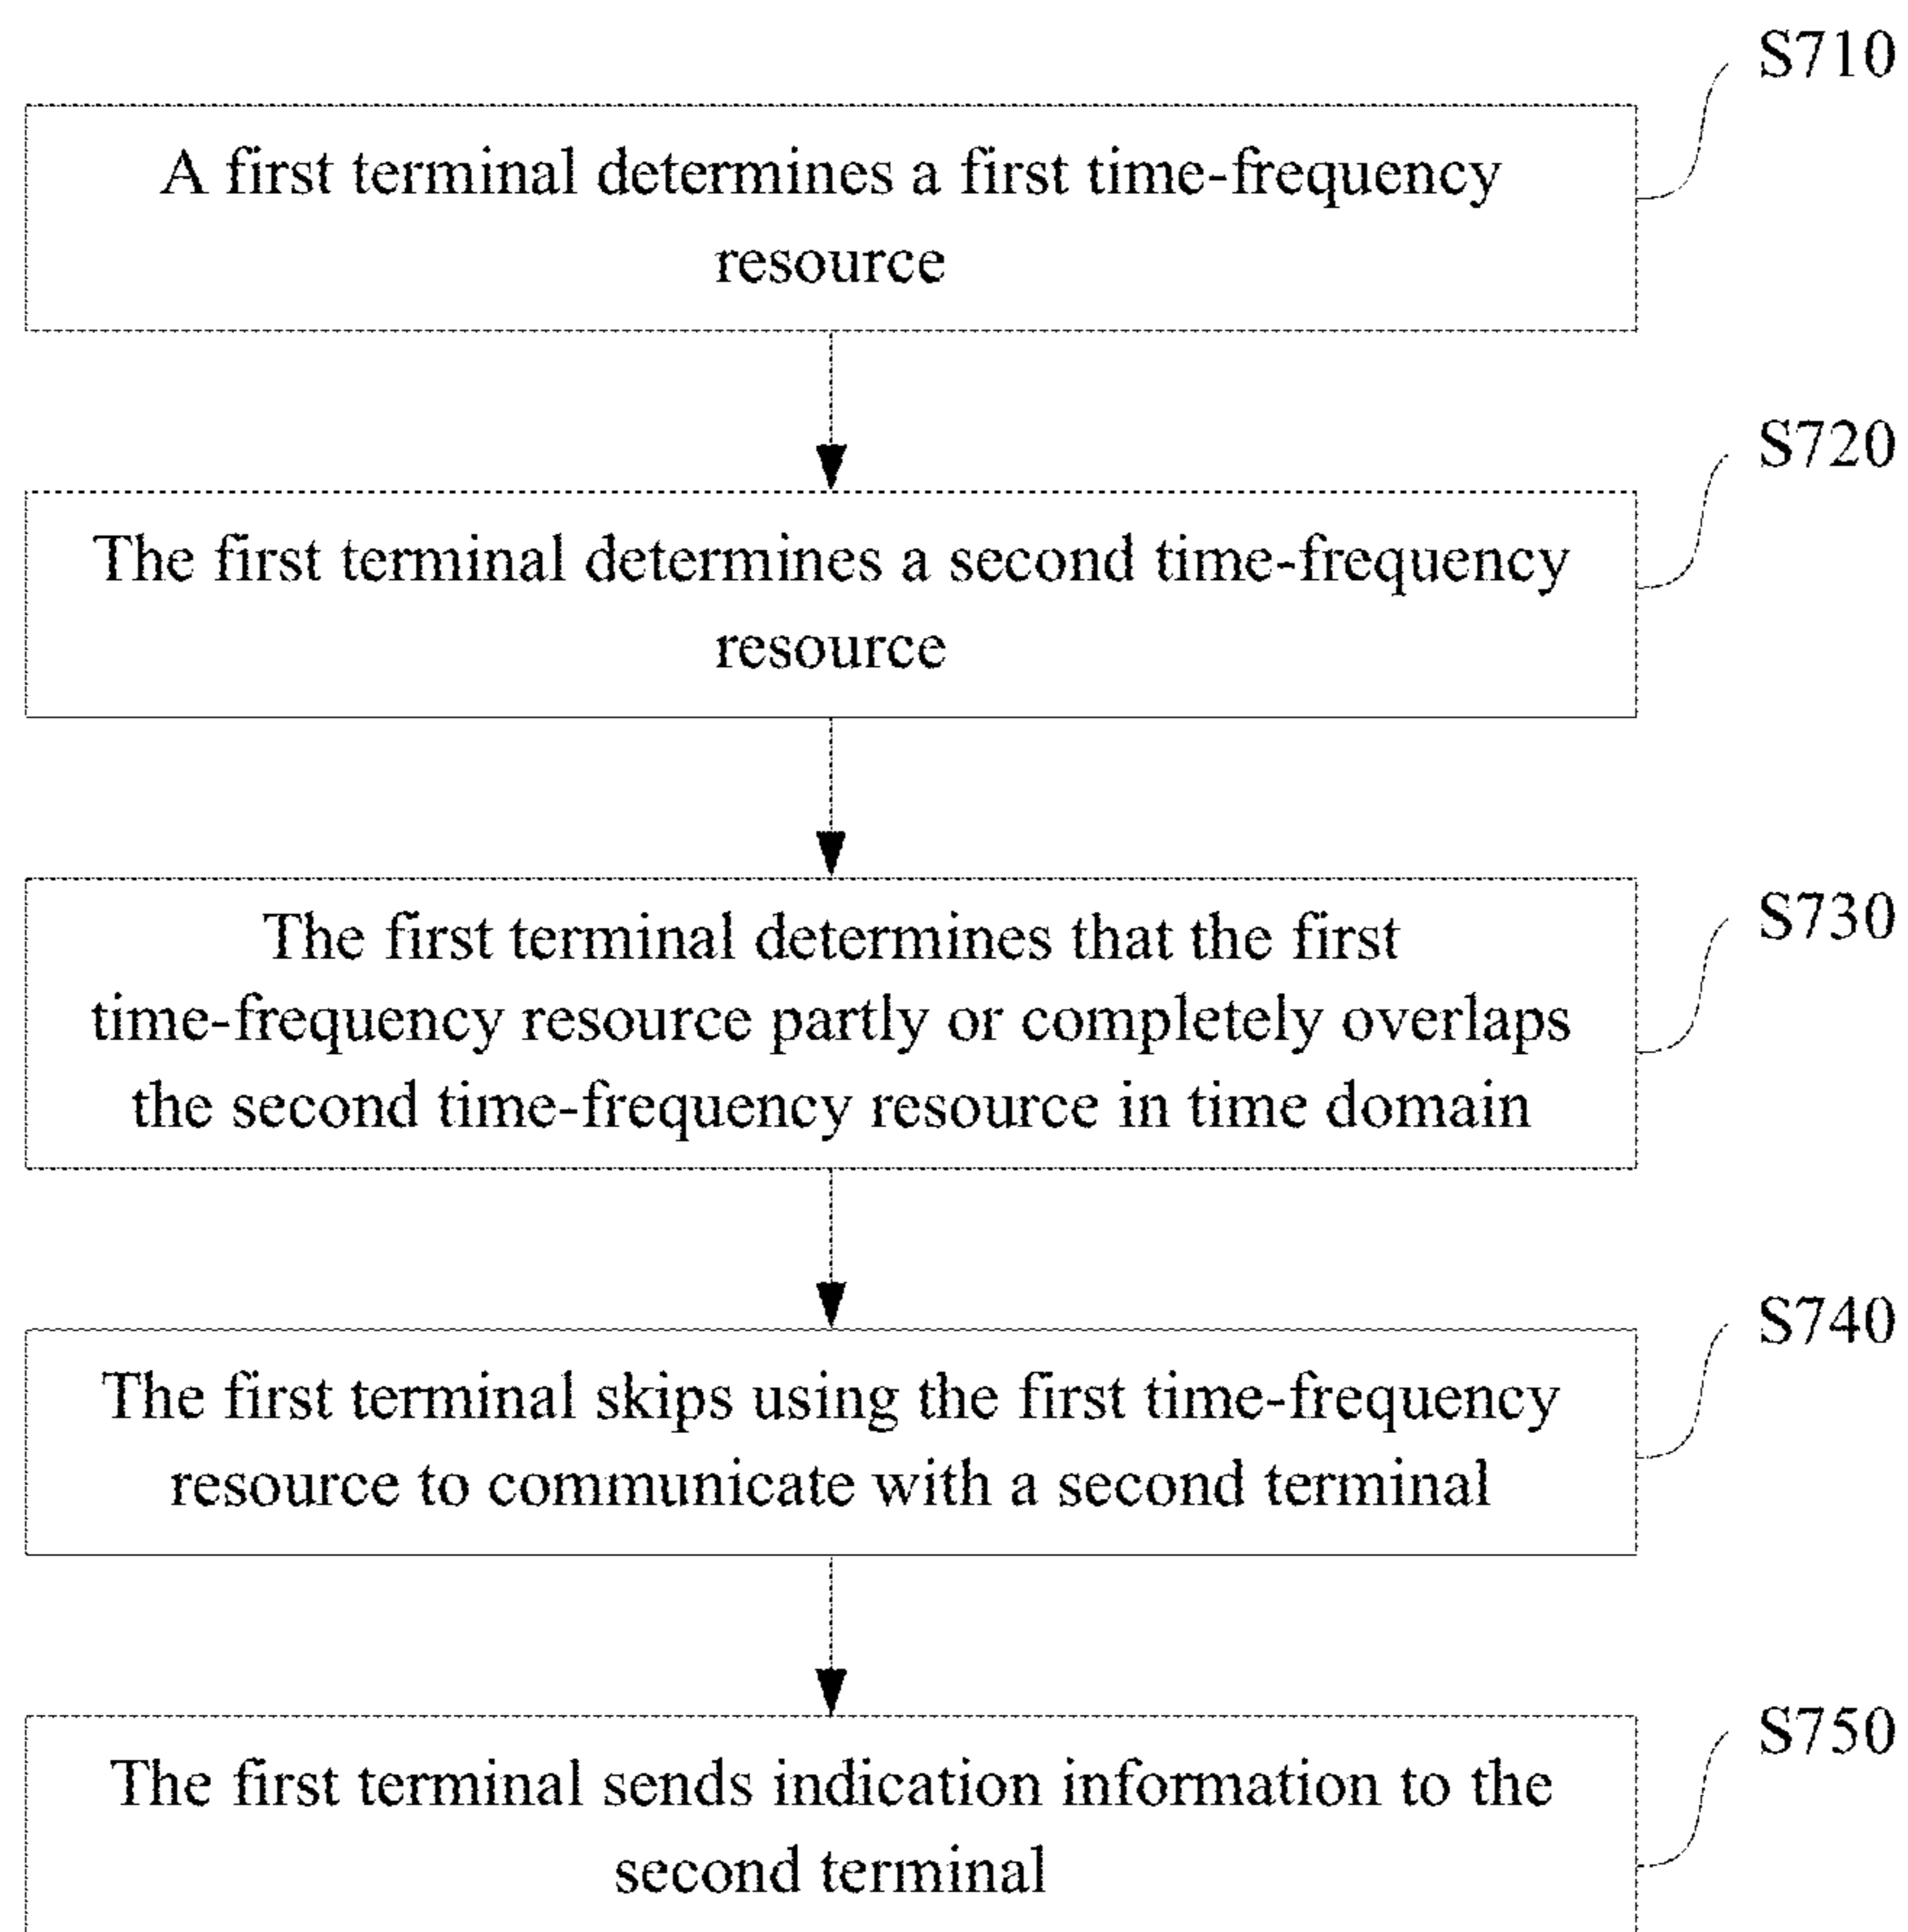 S710
A first terminal determines a first time-frequency
resource
S720
The first terminal determines a second time-frequency
resource
S730
The first terminal determines that the first
time-frequency resource partly or completely overlaps
the second time-frequency resource in time domain
S740
The first terminal skips using the first time-frequency
resource to communicate with a second terminal
S750
The first terminal sends indication information to the
second terminal